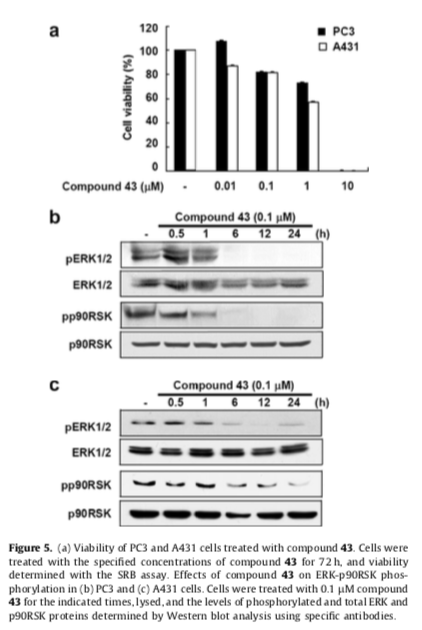 a
120
100
80
60
40
20
0
Cell viability (%)
PC3
A431
Compound 43 (μM) - 0.01 0.1 1 10
b
Compound 43 (0.1 μM)
- 0.5 1 6 12 24 (h)
pERK1/2
ERK1/2
pp90RSK
p90RSK
c
Compound 43 (0.1 μM)
- 0.5 1 6 12 24 (h)
pERK1/2
ERK1/2
pp90RSK
p90RSK
Figure 5. (a) Viability of PC3 and A431 cells treated with compound 43. Cells were
treated with the specified concentrations of compound 43 for 72 h, and viability
determined with the SRB assay. Effects of compound 43 on ERK-p90RSK phos-
phorylation in (b) PC3 and (c) A431 cells. Cells were treated with 0.1 μM compound
43 for the indicated times, lysed, and the levels of phosphorylated and total ERK and
p90RSK proteins determined by Western blot analysis using specific antibodies.